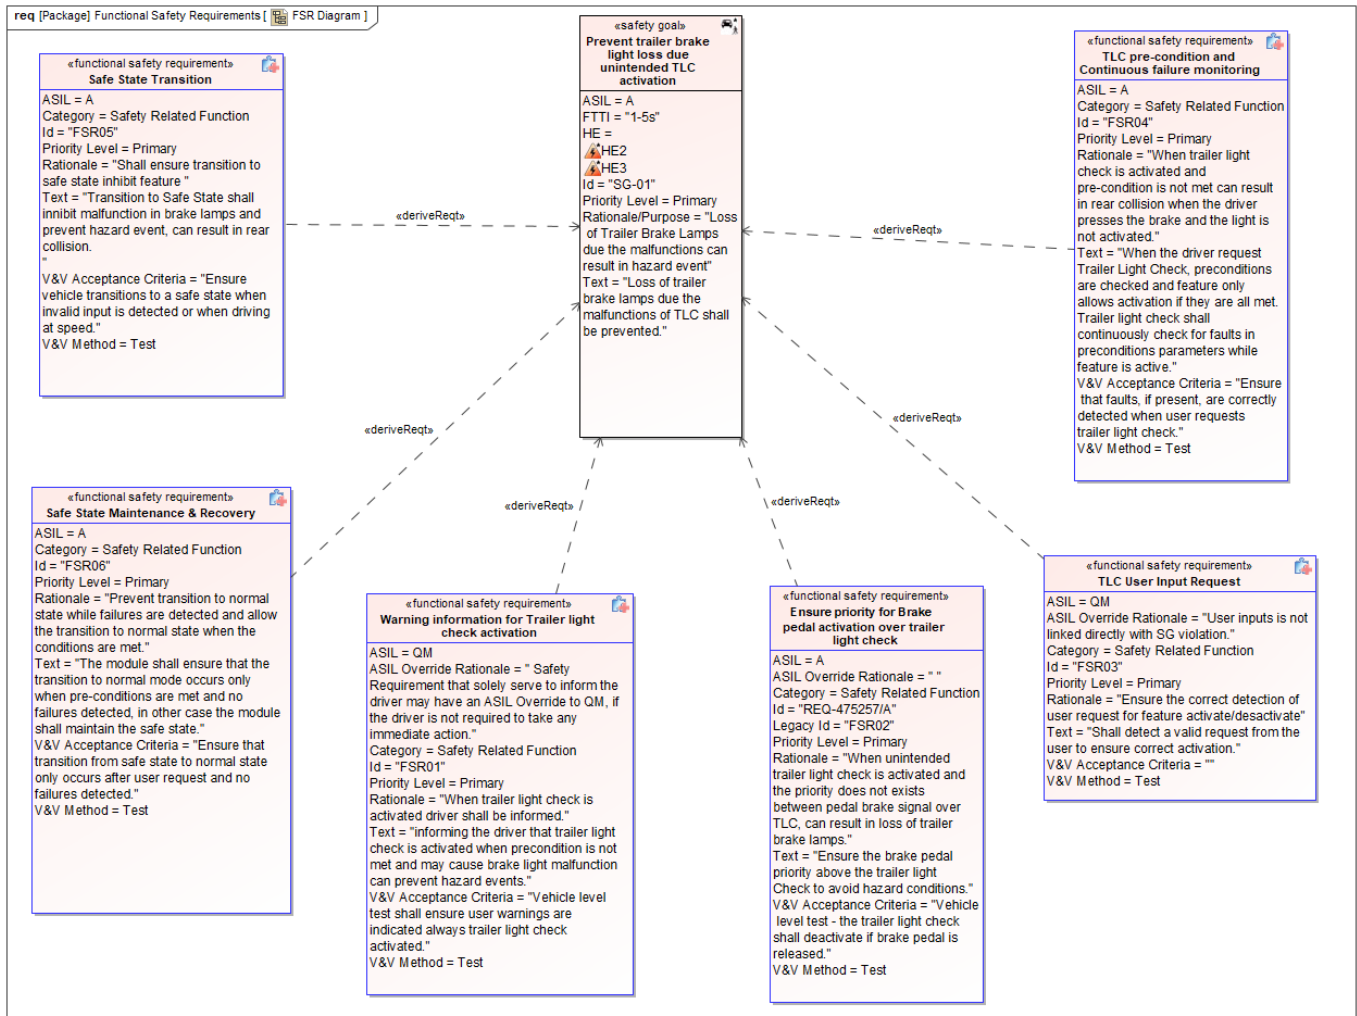 req [Package] Functional Safety Requirements [ FSR Diagram ]
«functional safety requirement»
Safe State Transition
ASIL = A
Category = Safety Related Function
Id = "FSR05"
Priority Level = Primary
Rationale = "Shall ensure transition to
safe state inhibit feature "
Text = "Transition to Safe State shall
innibit malfunction in brake lamps and
prevent hazard event, can result in rear
collision.
"
V&V Acceptance Criteria = "Ensure
vehicle transitions to a safe state when
invalid input is detected or when driving
at speed."
V&V Method = Test
«safety goal»
Prevent trailer brake
light loss due
unintended TLC
activation
ASIL = A
FTTI = "1-5s"
HE =
HE2
HE3
Id = "SG-01"
Priority Level = Primary
Rationale/Purpose = "Loss
of Trailer Brake Lamps
due the malfunctions can
result in hazard event"
Text = "Loss of trailer
brake lamps due the
malfunctions of TLC shall
be prevented."
«functional safety requirement»
TLC pre-condition and
Continuous failure monitoring
ASIL = A
Category = Safety Related Function
Id = "FSR04"
Priority Level = Primary
Rationale = "When trailer light
check is activated and
pre-condition is not met can result
in rear collision when the driver
presses the brake and the light is
not activated."
Text = "When the driver request
Trailer Light Check, preconditions
are checked and feature only
allows activation if they are all met.
Trailer light check shall
continuously check for faults in
preconditions parameters while
feature is active."
V&V Acceptance Criteria = "Ensure
that faults, if present, are correctly
detected when user requests
trailer light check."
V&V Method = Test
«deriveReqt»
«deriveReqt»
«deriveReqt»
«deriveReqt»
«deriveReqt»
«deriveReqt»
«functional safety requirement»
Safe State Maintenance & Recovery
ASIL = A
Category = Safety Related Function
Id = "FSR06"
Priority Level = Primary
Rationale = "Prevent transition to normal
state while failures are detected and allow
the transition to normal state when the
conditions are met."
Text = "The module shall ensure that the
transition to normal mode occurs only
when pre-conditions are met and no
failures detected, in other case the module
shall maintain the safe state."
V&V Acceptance Criteria = "Ensure that
transition from safe state to normal state
only occurs after user request and no
failures detected."
V&V Method = Test
«functional safety requirement»
Warning information for Trailer light
check activation
ASIL = QM
ASIL Override Rationale = " Safety
Requirement that solely serve to inform the
driver may have an ASIL Override to QM, if
the driver is not required to take any
immediate action."
Category = Safety Related Function
Id = "FSR01"
Priority Level = Primary
Rationale = "When trailer light check is
activated driver shall be informed."
Text = "informing the driver that trailer light
check is activated when precondition is not
met and may cause brake light malfunction
can prevent hazard events."
V&V Acceptance Criteria = "Vehicle level
test shall ensure user warnings are
indicated always trailer light check
activated."
V&V Method = Test
«functional safety requirement»
Ensure priority for Brake
pedal activation over trailer
light check
ASIL = A
ASIL Override Rationale = " "
Category = Safety Related Function
Id = "REQ-475257/A"
Legacy Id = "FSR02"
Priority Level = Primary
Rationale = "When unintended
trailer light check is activated and
the priority does not exists
between pedal brake signal over
TLC, can result in loss of trailer
brake lamps."
Text = "Ensure the brake pedal
priority above the trailer light
Check to avoid hazard conditions."
V&V Acceptance Criteria = "Vehicle
level test - the trailer light check
shall deactivate if brake pedal is
released."
V&V Method = Test
«functional safety requirement»
TLC User Input Request
ASIL = QM
ASIL Override Rationale = "User inputs is not
linked directly with SG violation."
Category = Safety Related Function
Id = "FSR03"
Priority Level = Primary
Rationale = "Ensure the correct detection of
user request for feature activate/desactivate"
Text = "Shall detect a valid request from the
user to ensure correct activation."
V&V Acceptance Criteria = ""
V&V Method = Test